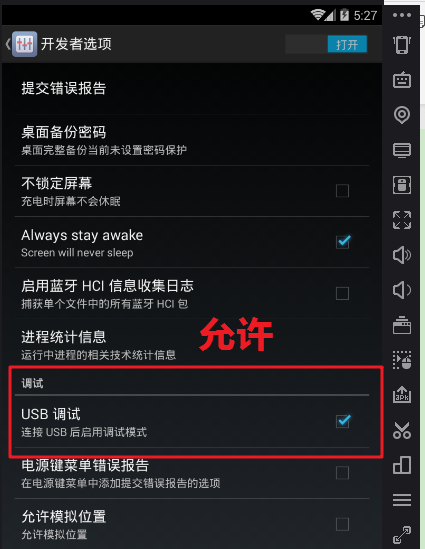 5:27
开发者选项
打开
提交错误报告
桌面备份密码
桌面完整备份当前未设置密码保护
不锁定屏幕
充电时屏幕不会休眠
Always stay awake
Screen will never sleep
启用蓝牙 HCI 信息收集日志
捕获单个文件中的所有蓝牙 HCI 包
允许
进程统计信息
运行中进程的相关技术统计信息
调试
USB 调试
连接 USB 后启用调试模式
电源键菜单错误报告
在电源键菜单中添加提交错误报告的选项
允许模拟位置
允许模拟位置